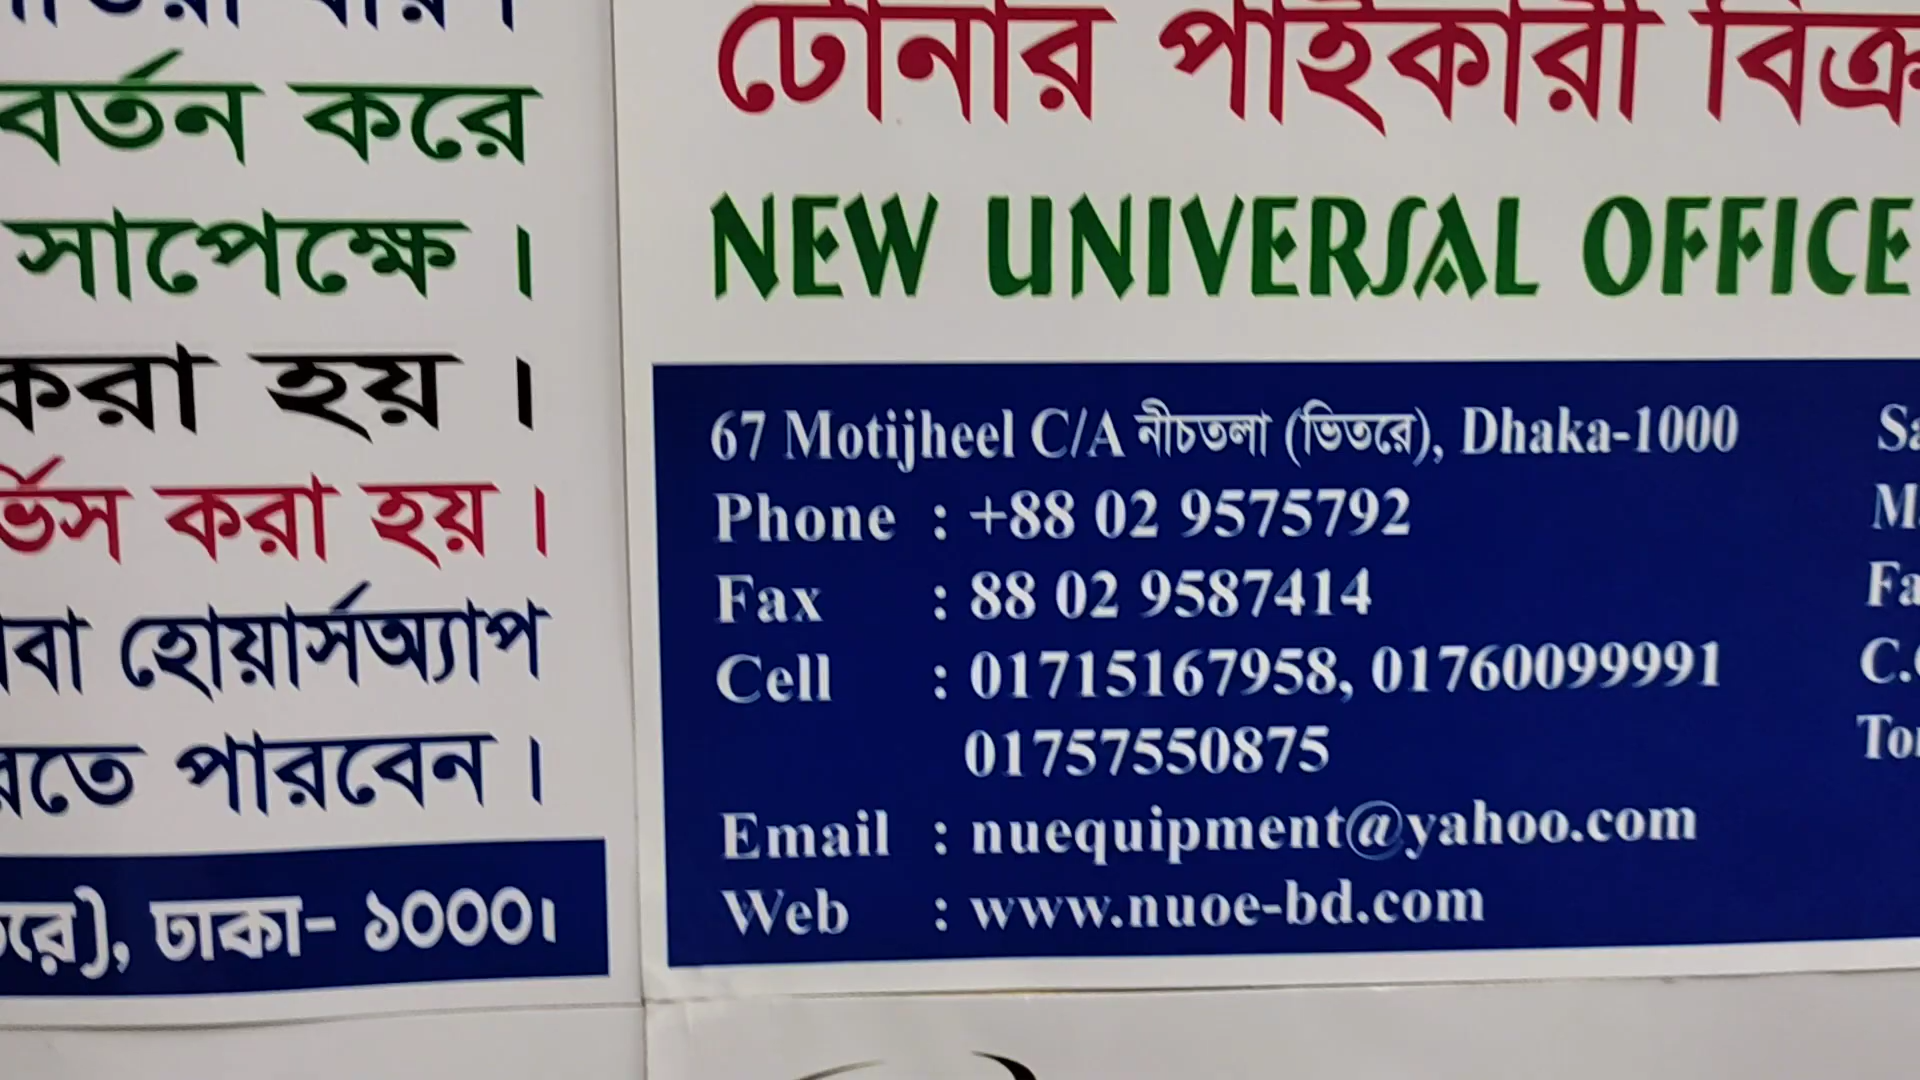 বর্তন করে
সাপেক্ষে ।
করা হয় ।
র্ভিস করা হয় ।
বা হোয়ার্সঅ্যাপ
রতে পারবেন ।
রে), ঢাকা- ১০০০।
টোনার পাইকারী বিক্র
NEW UNIVERSAL OFFICE
67 Motijheel C/A নীচতলা (ভিতরে), Dhaka-1000
Phone : +88 02 9575792
Fax : 88 02 9587414
Cell : 01715167958, 01760099991
01757550875
Email : nuequipment@yahoo.com
Web : www.nuoe-bd.com